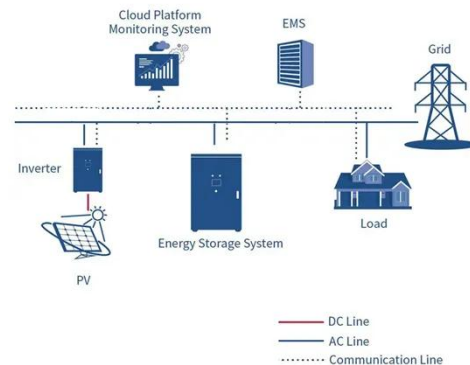 Cloud Platform
Monitoring System
EMS
Grid
Inverter
Energy Storage System
Load
PV
DC Line
AC Line
Communication Line